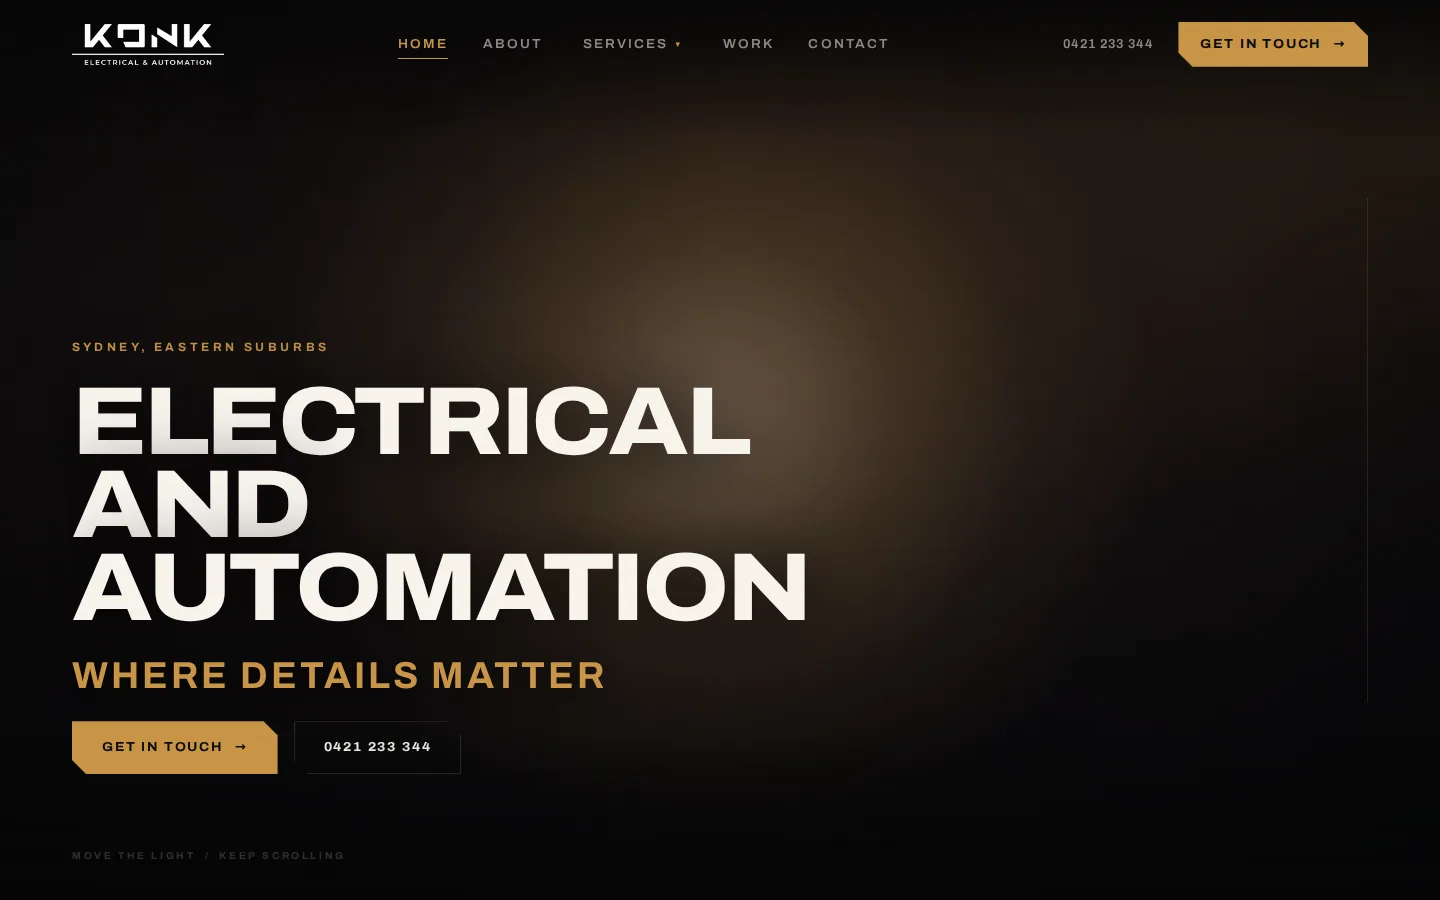 KONK
ELECTRICAL & AUTOMATION
HOME
ABOUT
SERVICES ▾
WORK
CONTACT
0421 233 344
GET IN TOUCH →
SYDNEY, EASTERN SUBURBS
ELECTRICAL
AND
AUTOMATION
WHERE DETAILS MATTER
GET IN TOUCH →
0421 233 344
MOVE THE LIGHT / KEEP SCROLLING